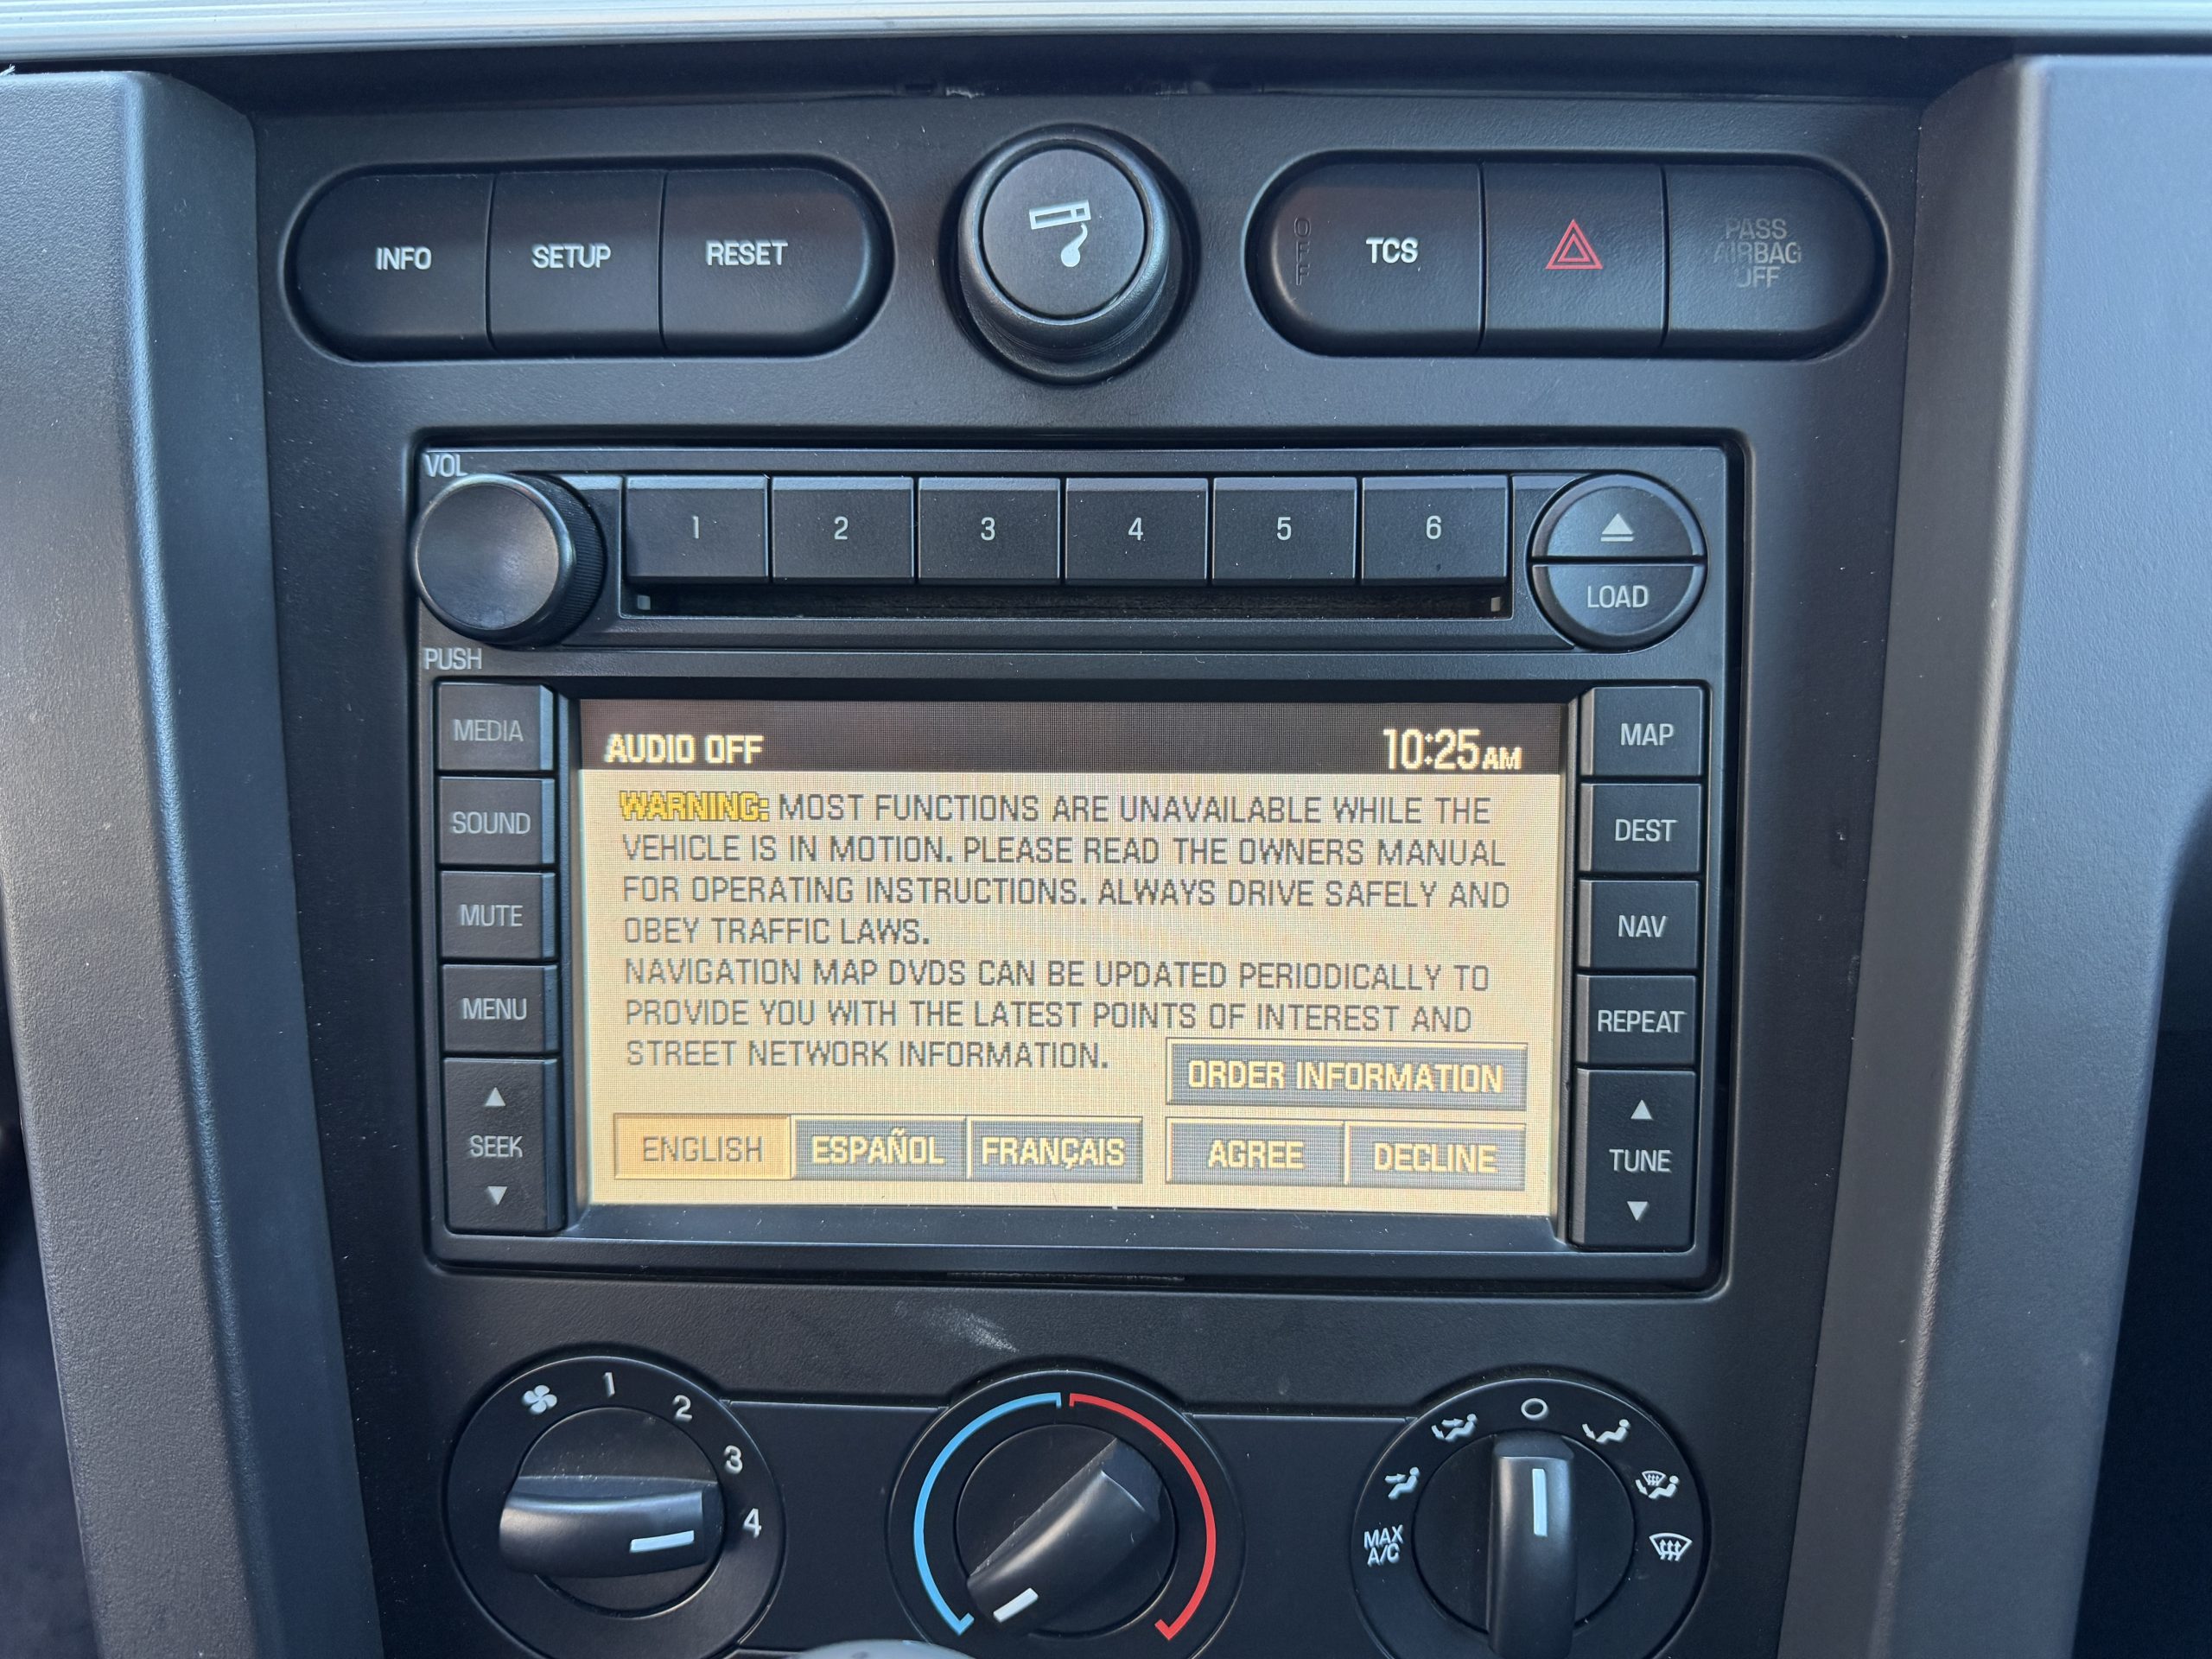 INFO
SETUP
RESET
OFF
TCS
PASS
AIRBAG
OFF
VOL
1
2
3
4
5
6
LOAD
PUSH
MEDIA
SOUND
MUTE
MENU
SEEK
AUDIO OFF
10:25AM
WARNING: MOST FUNCTIONS ARE UNAVAILABLE WHILE THE
VEHICLE IS IN MOTION. PLEASE READ THE OWNERS MANUAL
FOR OPERATING INSTRUCTIONS. ALWAYS DRIVE SAFELY AND
OBEY TRAFFIC LAWS.
NAVIGATION MAP DVDS CAN BE UPDATED PERIODICALLY TO
PROVIDE YOU WITH THE LATEST POINTS OF INTEREST AND
STREET NETWORK INFORMATION.
ORDER INFORMATION
ENGLISH
ESPAÑOL
FRANÇAIS
AGREE
DECLINE
MAP
DEST
NAV
REPEAT
TUNE
1
2
3
4
MAX
A/C